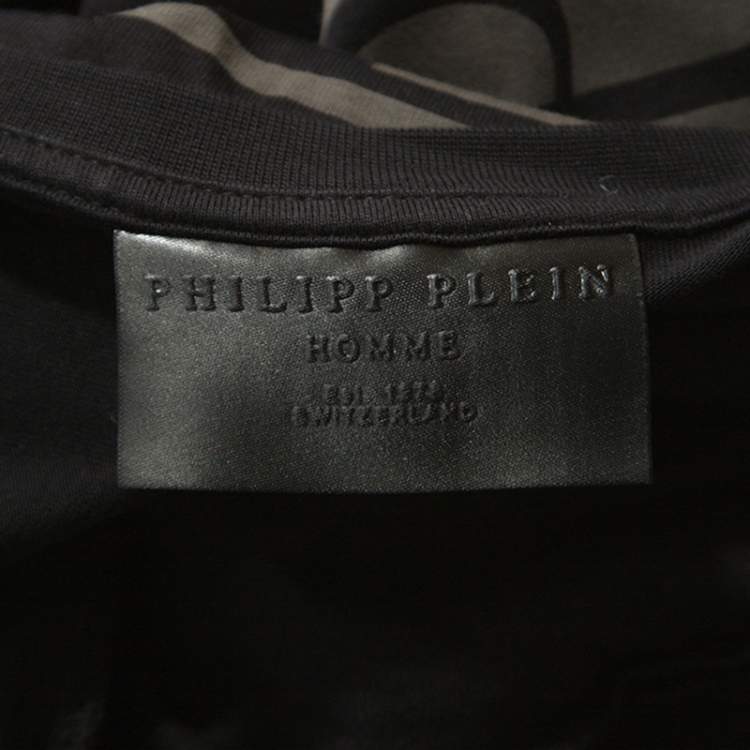 PHILIPP PLEIN
HOMME
EST. 1978
SWITZERLAND